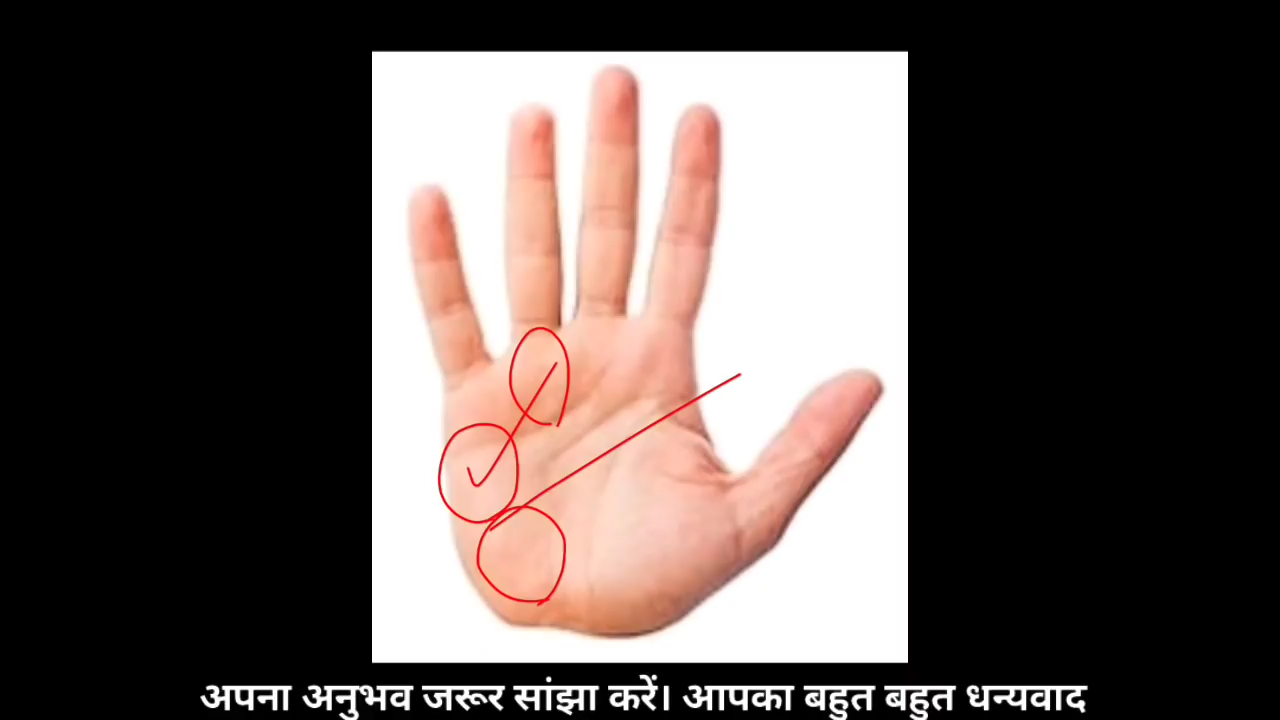 अपना अनुभव जरूर सांझा करें। आपका बहुत बहुत धन्यवाद